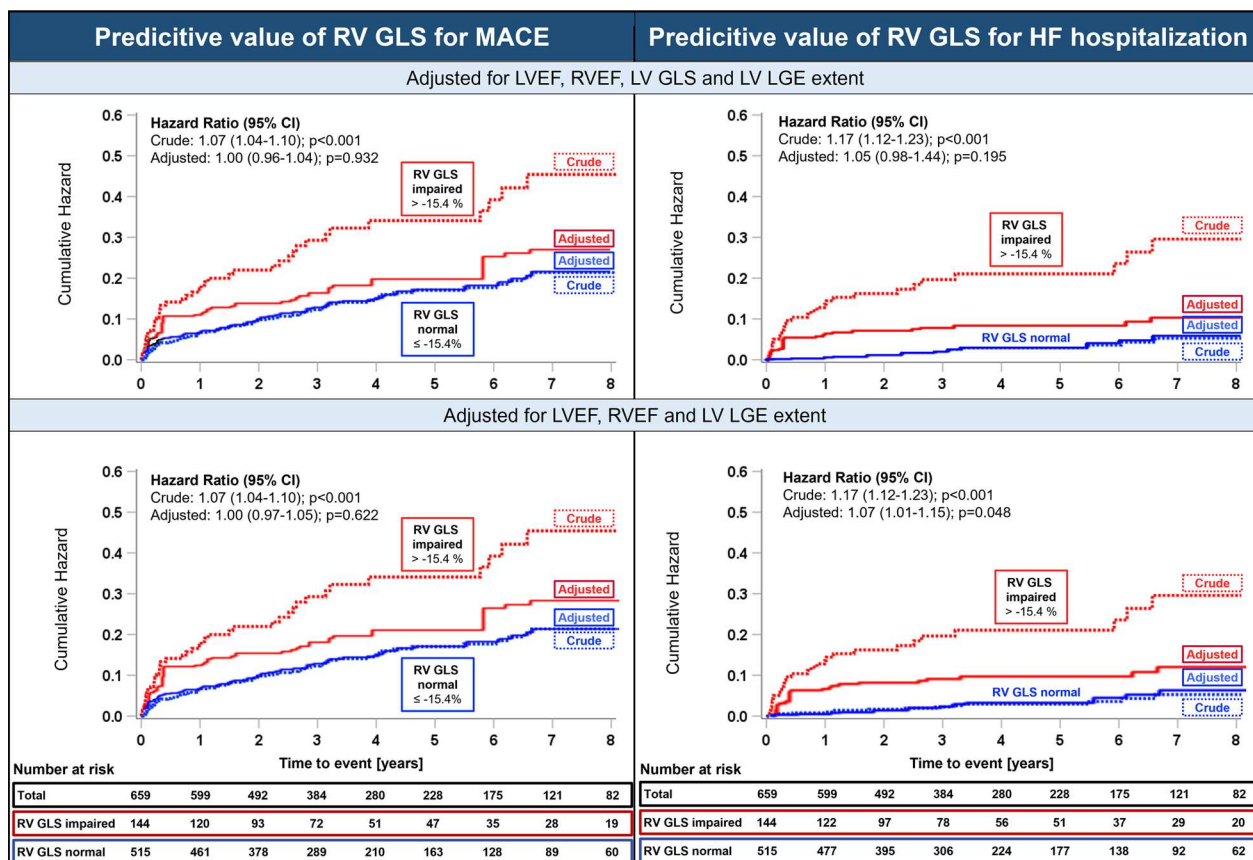 Predicitive value of RV GLS for MACE
Predicitive value of RV GLS for HF hospitalization
Adjusted for LVEF, RVEF, LV GLS and LV LGE extent
Cumulative Hazard
0.6
0.5
0.4
0.3
0.2
0.1
0.0
Hazard Ratio (95% CI)
Crude: 1.07 (1.04-1.10); p<0.001
Adjusted: 1.00 (0.96-1.04); p=0.932
RV GLS
impaired
> -15.4 %
Crude
Adjusted
Adjusted
Crude
RV GLS
normal
≤ -15.4%
0 1 2 3 4 5 6 7 8
Cumulative Hazard
0.6
0.5
0.4
0.3
0.2
0.1
0.0
Hazard Ratio (95% CI)
Crude: 1.17 (1.12-1.23); p<0.001
Adjusted: 1.05 (0.98-1.44); p=0.195
RV GLS
impaired
> -15.4 %
Crude
Adjusted
Adjusted
RV GLS normal
Crude
0 1 2 3 4 5 6 7 8
Adjusted for LVEF, RVEF and LV LGE extent
Cumulative Hazard
0.6
0.5
0.4
0.3
0.2
0.1
0.0
Hazard Ratio (95% CI)
Crude: 1.07 (1.04-1.10); p<0.001
Adjusted: 1.00 (0.97-1.05); p=0.622
RV GLS
impaired
> -15.4 %
Crude
Adjusted
Adjusted
Crude
RV GLS
normal
≤ -15.4%
0 1 2 3 4 5 6 7 8
Time to event [years]
Cumulative Hazard
0.6
0.5
0.4
0.3
0.2
0.1
0.0
Hazard Ratio (95% CI)
Crude: 1.17 (1.12-1.23); p<0.001
Adjusted: 1.07 (1.01-1.15); p=0.048
RV GLS
impaired
> -15.4 %
Crude
Adjusted
Adjusted
RV GLS normal
Crude
0 1 2 3 4 5 6 7 8
Time to event [years]
Number at risk
Total 659 599 492 384 280 228 175 121 82
RV GLS impaired 144 120 93 72 51 47 35 28 19
RV GLS normal 515 461 378 289 210 163 128 89 60
Number at risk
Total 659 599 492 384 280 228 175 121 82
RV GLS impaired 144 122 97 78 56 51 37 29 20
RV GLS normal 515 477 395 306 224 177 138 92 62